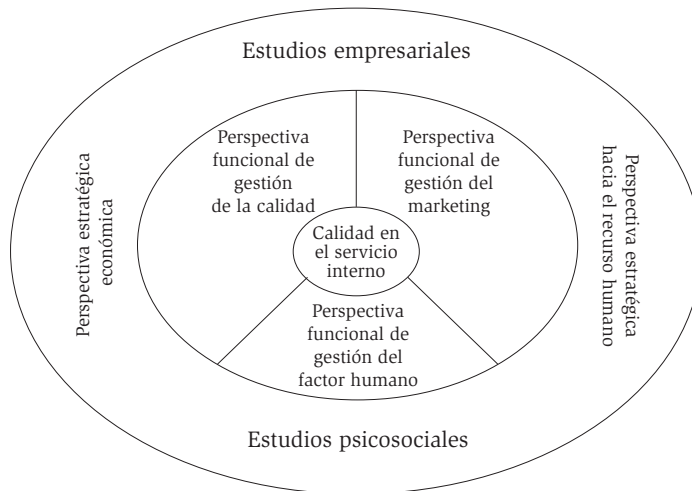 Estudios empresariales
Perspectiva
funcional de
gestión
de la calidad
Perspectiva
funcional de
gestión del
marketing
Perspectiva estratégica
económica
Perspectiva estratégica
hacia el recurso humano
Calidad en
el servicio
interno
Perspectiva
funcional de
gestión del
factor humano
Estudios psicosociales